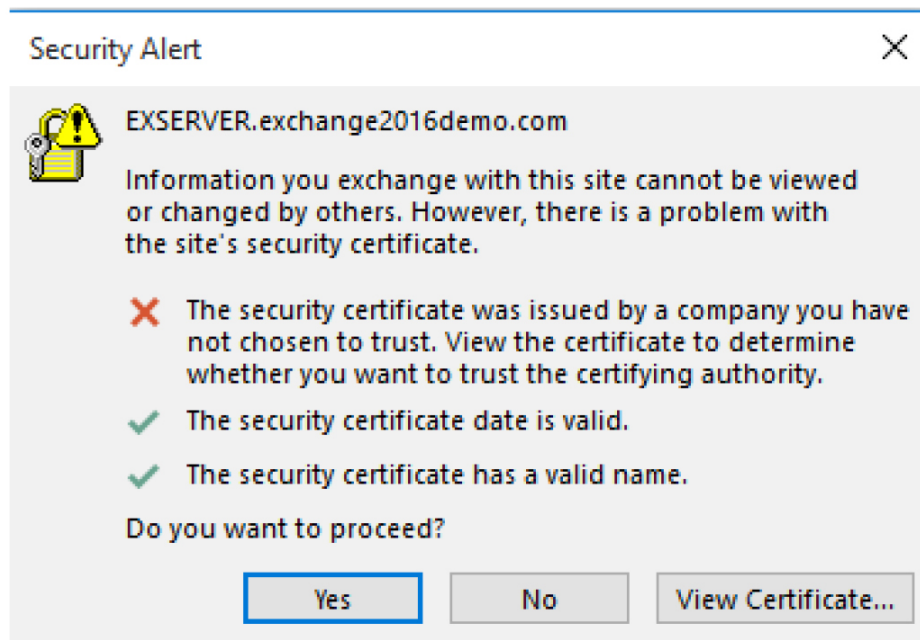 Security Alert
EXSERVER.exchange2016demo.com
Information you exchange with this site cannot be viewed
or changed by others. However, there is a problem with
the site's security certificate.
The security certificate was issued by a company you have
not chosen to trust. View the certificate to determine
whether you want to trust the certifying authority.
The security certificate date is valid.
The security certificate has a valid name.
Do you want to proceed?
Yes
No
View Certificate...